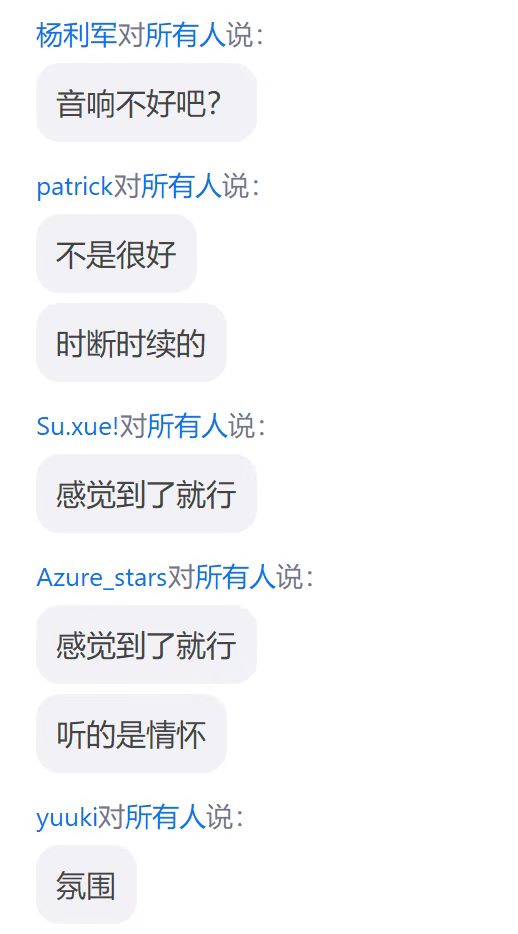 杨利军对所有人说：
音响不好吧？
patrick对所有人说：
不是很好
时断时续的
Su.xue!对所有人说：
感觉到了就行
Azure_stars对所有人说：
感觉到了就行
听的是情怀
yuuki对所有人说：
氛围